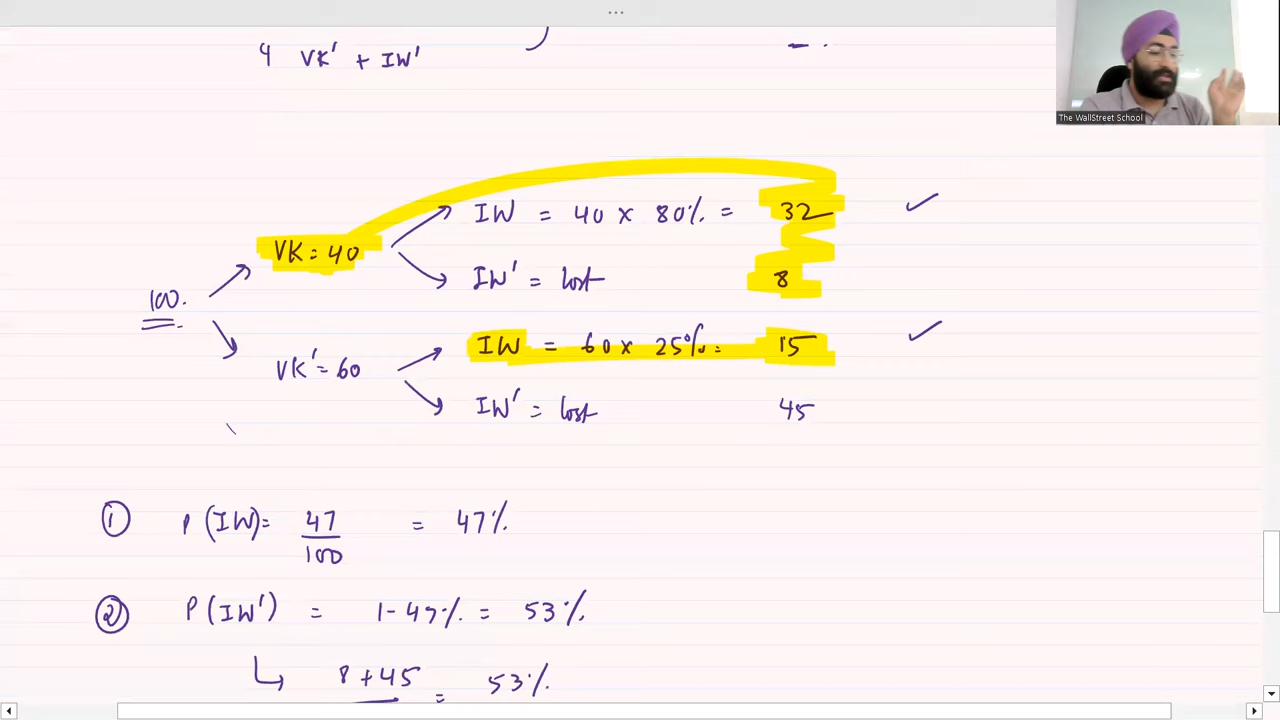 4 VK' + IW'
The WallStreet School
IW = 40 x 80% = 32 ✓
VK = 40
IW' = lost 8
100.
IW = 60 x 25% = 15 ✓
VK' = 60
IW' = lost 45
① P(IW) = 47/100 = 47%
② P(IW') = 1 - 47% = 53%
↳ 8 + 45 = 53%